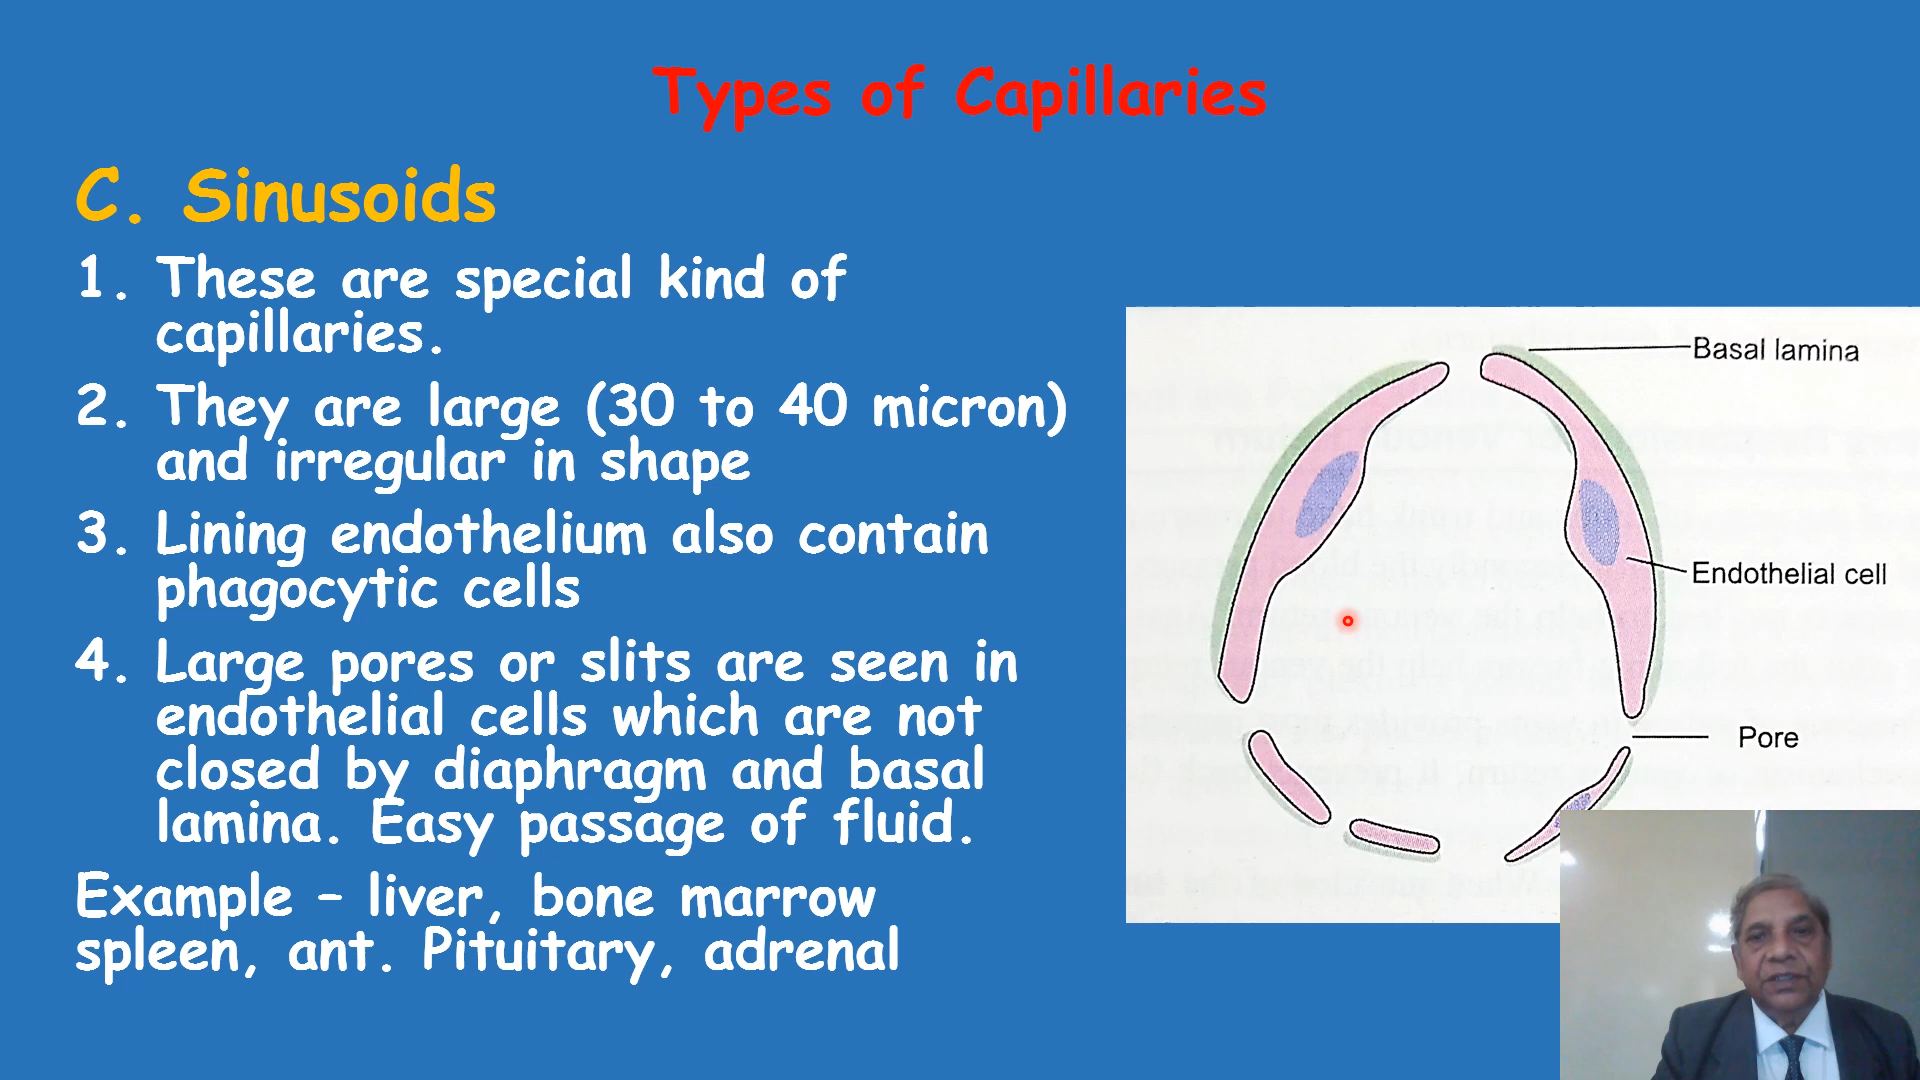 Types of Capillaries
C. Sinusoids
1. These are special kind of
capillaries.
2. They are large (30 to 40 micron)
and irregular in shape
3. Lining endothelium also contain
phagocytic cells
4. Large pores or slits are seen in
endothelial cells which are not
closed by diaphragm and basal
lamina. Easy passage of fluid.
Example – liver, bone marrow
spleen, ant. Pituitary, adrenal
Basal lamina
Endothelial cell
Pore